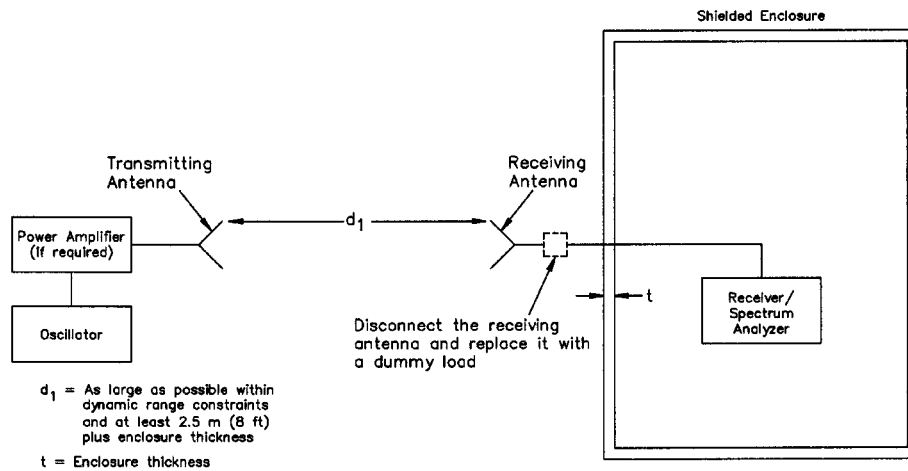 Shielded Enclosure
Transmitting
Antenna
Receiving
Antenna
d1
Power Amplifier
(if required)
Oscillator
t
Receiver/
Spectrum
Analyzer
Disconnect the receiving
antenna and replace it with
a dummy load
d1 = As large as possible within
dynamic range constraints
and at least 2.5 m (8 ft)
plus enclosure thickness
t = Enclosure thickness